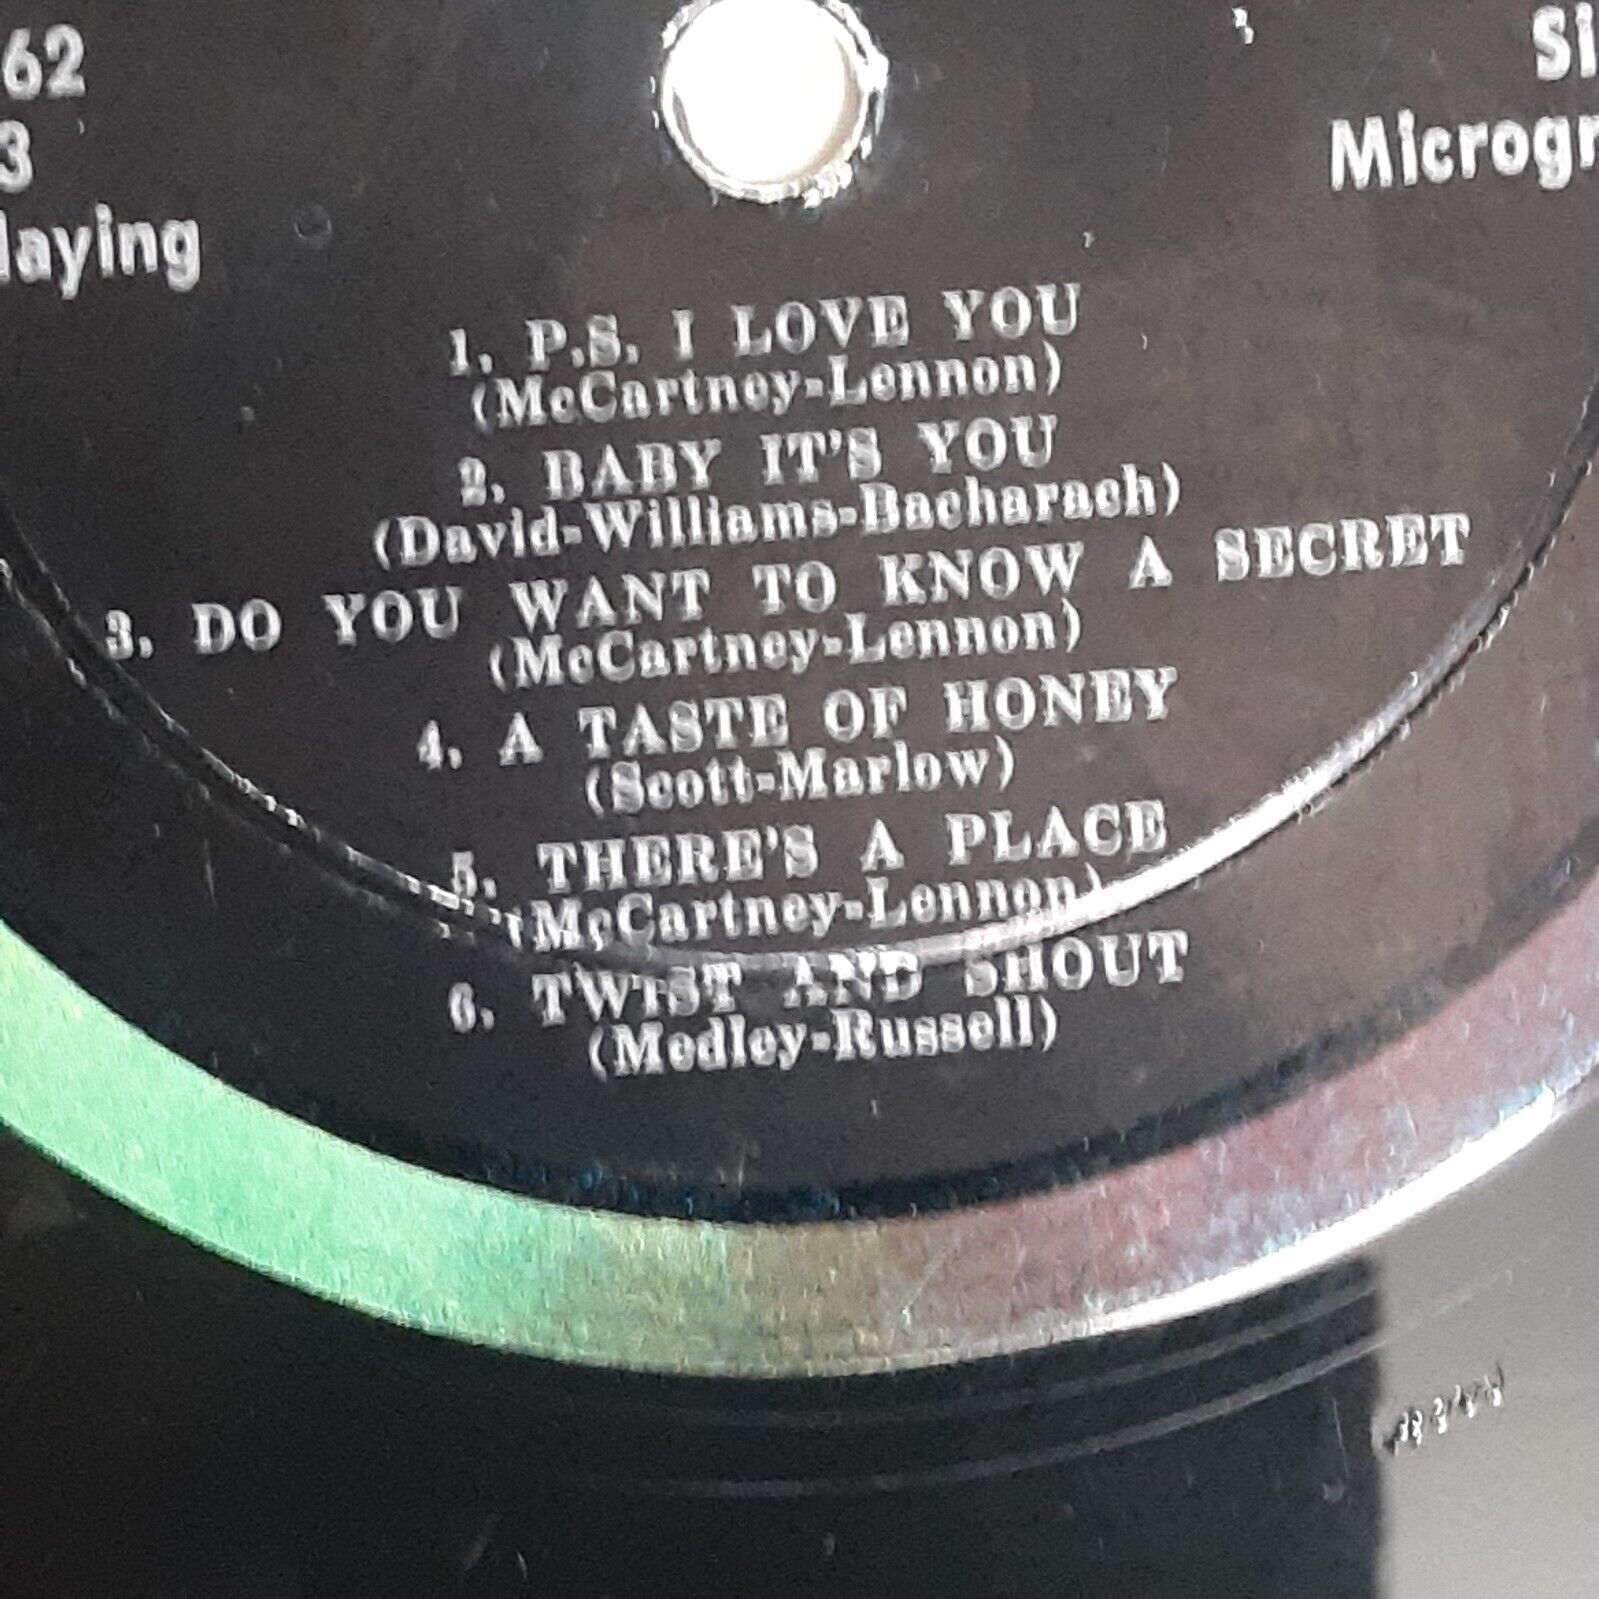 62
3
laying
Si
Microgr
1. P.S. I LOVE YOU
(McCartney-Lennon)
2. BABY IT'S YOU
(David-Williams-Bacharach)
3. DO YOU WANT TO KNOW A SECRET
(McCartney-Lennon)
4. A TASTE OF HONEY
(Scott-Marlow)
5. THERE'S A PLACE
(McCartney-Lennon)
6. TWIST AND SHOUT
(Medley-Russell)